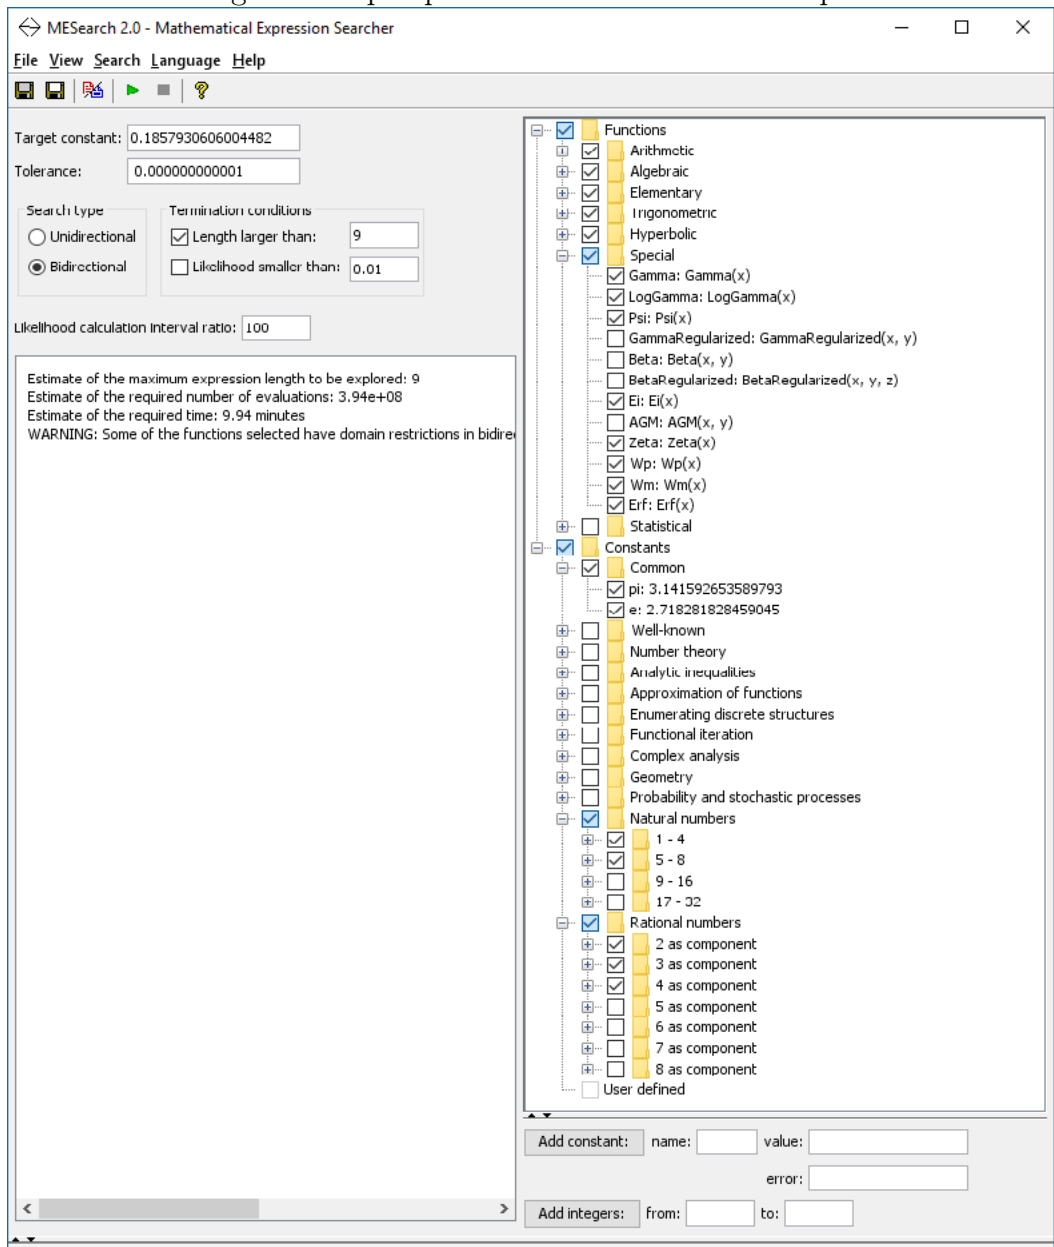 MESearch 2.0 - Mathematical Expression Searcher
File View Search Language Help
Target constant: 0.1857930606004482
Tolerance: 0.000000000001
Search type
Unidirectional
Bidirectional
Termination conditions
Length larger than: 9
Likelihood smaller than: 0.01
Likelihood calculation interval ratio: 100
Estimate of the maximum expression length to be explored: 9
Estimate of the required number of evaluations: 3.94e+08
Estimate of the required time: 9.94 minutes
WARNING: Some of the functions selected have domain restrictions in bidire
Functions
Arithmetic
Algebraic
Elementary
Trigonometric
Hyperbolic
Special
Gamma: Gamma(x)
LogGamma: LogGamma(x)
Psi: Psi(x)
GammaRegularized: GammaRegularized(x, y)
Beta: Beta(x, y)
BetaRegularized: BetaRegularized(x, y, z)
Ei: Ei(x)
AGM: AGM(x, y)
Zeta: Zeta(x)
Wp: Wp(x)
Wm: Wm(x)
Erf: Erf(x)
Statistical
Constants
Common
pi: 3.141592653589793
e: 2.718281828459045
Well-known
Number theory
Analytic inequalities
Approximation of functions
Enumerating discrete structures
Functional iteration
Complex analysis
Geometry
Probability and stochastic processes
Natural numbers
1 - 4
5 - 8
9 - 16
17 - 32
Rational numbers
2 as component
3 as component
4 as component
5 as component
6 as component
7 as component
8 as component
User defined
Add constant: name: value:
error:
Add integers: from: to: